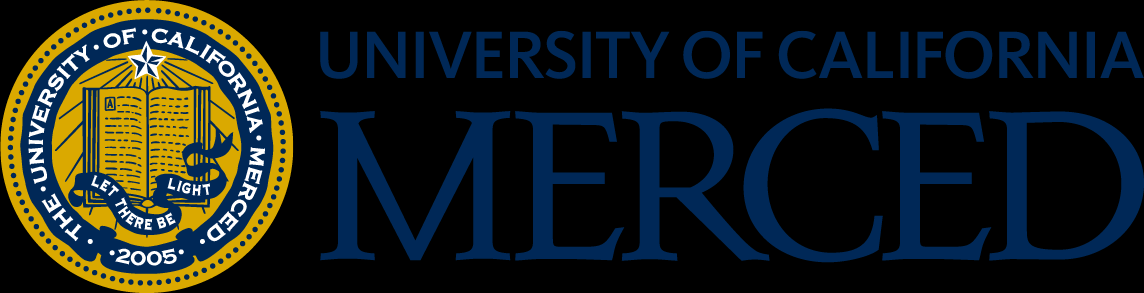 THE · UNIVERSITY · OF · CALIFORNIA · MERCED
A
LET THERE BE LIGHT
·2005·
UNIVERSITY OF CALIFORNIA
MERCED